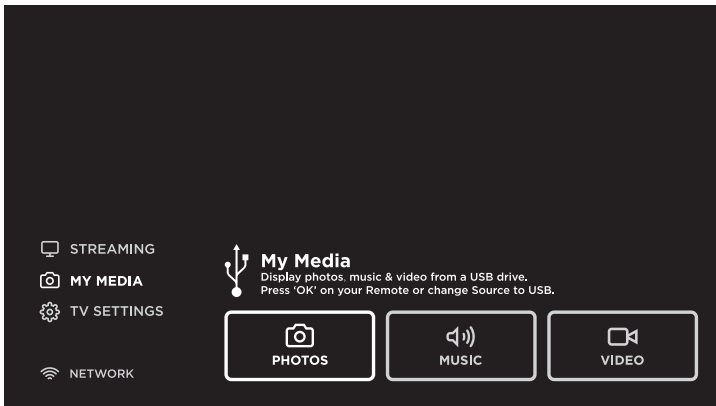 STREAMING
MY MEDIA
TV SETTINGS
NETWORK
My Media
Display photos, music & video from a USB drive.
Press 'OK' on your Remote or change Source to USB.
PHOTOS
MUSIC
VIDEO